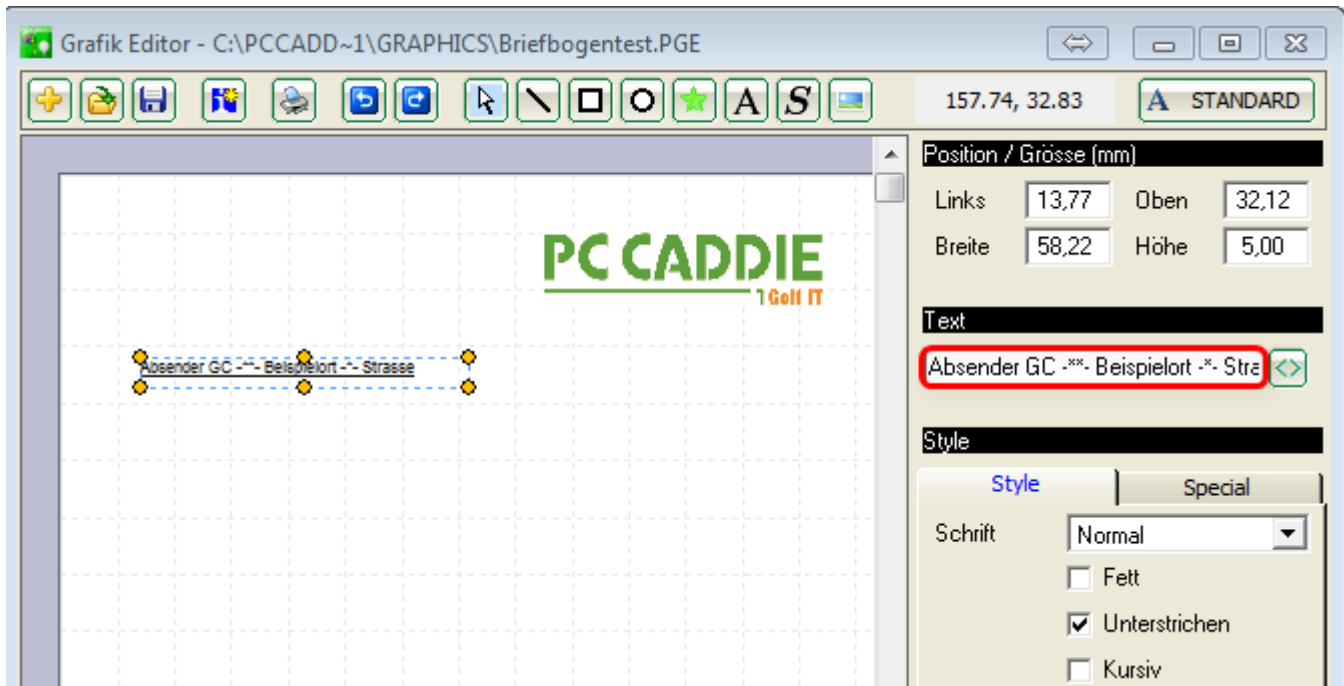 Grafik Editor - C:\PCCADD~1\GRAPHICS\Briefbogentest.PGE
A S 157.74, 32.83 A STANDARD
PC CADDIE
Golf IT
Absender GC -**- Beispielort -*- Strasse
Position / Grösse (mm)
Links 13,77 Oben 32,12
Breite 58,22 Höhe 5,00
Text
Absender GC -**- Beispielort -*- Stra <>
Style
Style Special
Schrift Normal
Fett
Unterstrichen
Kursiv